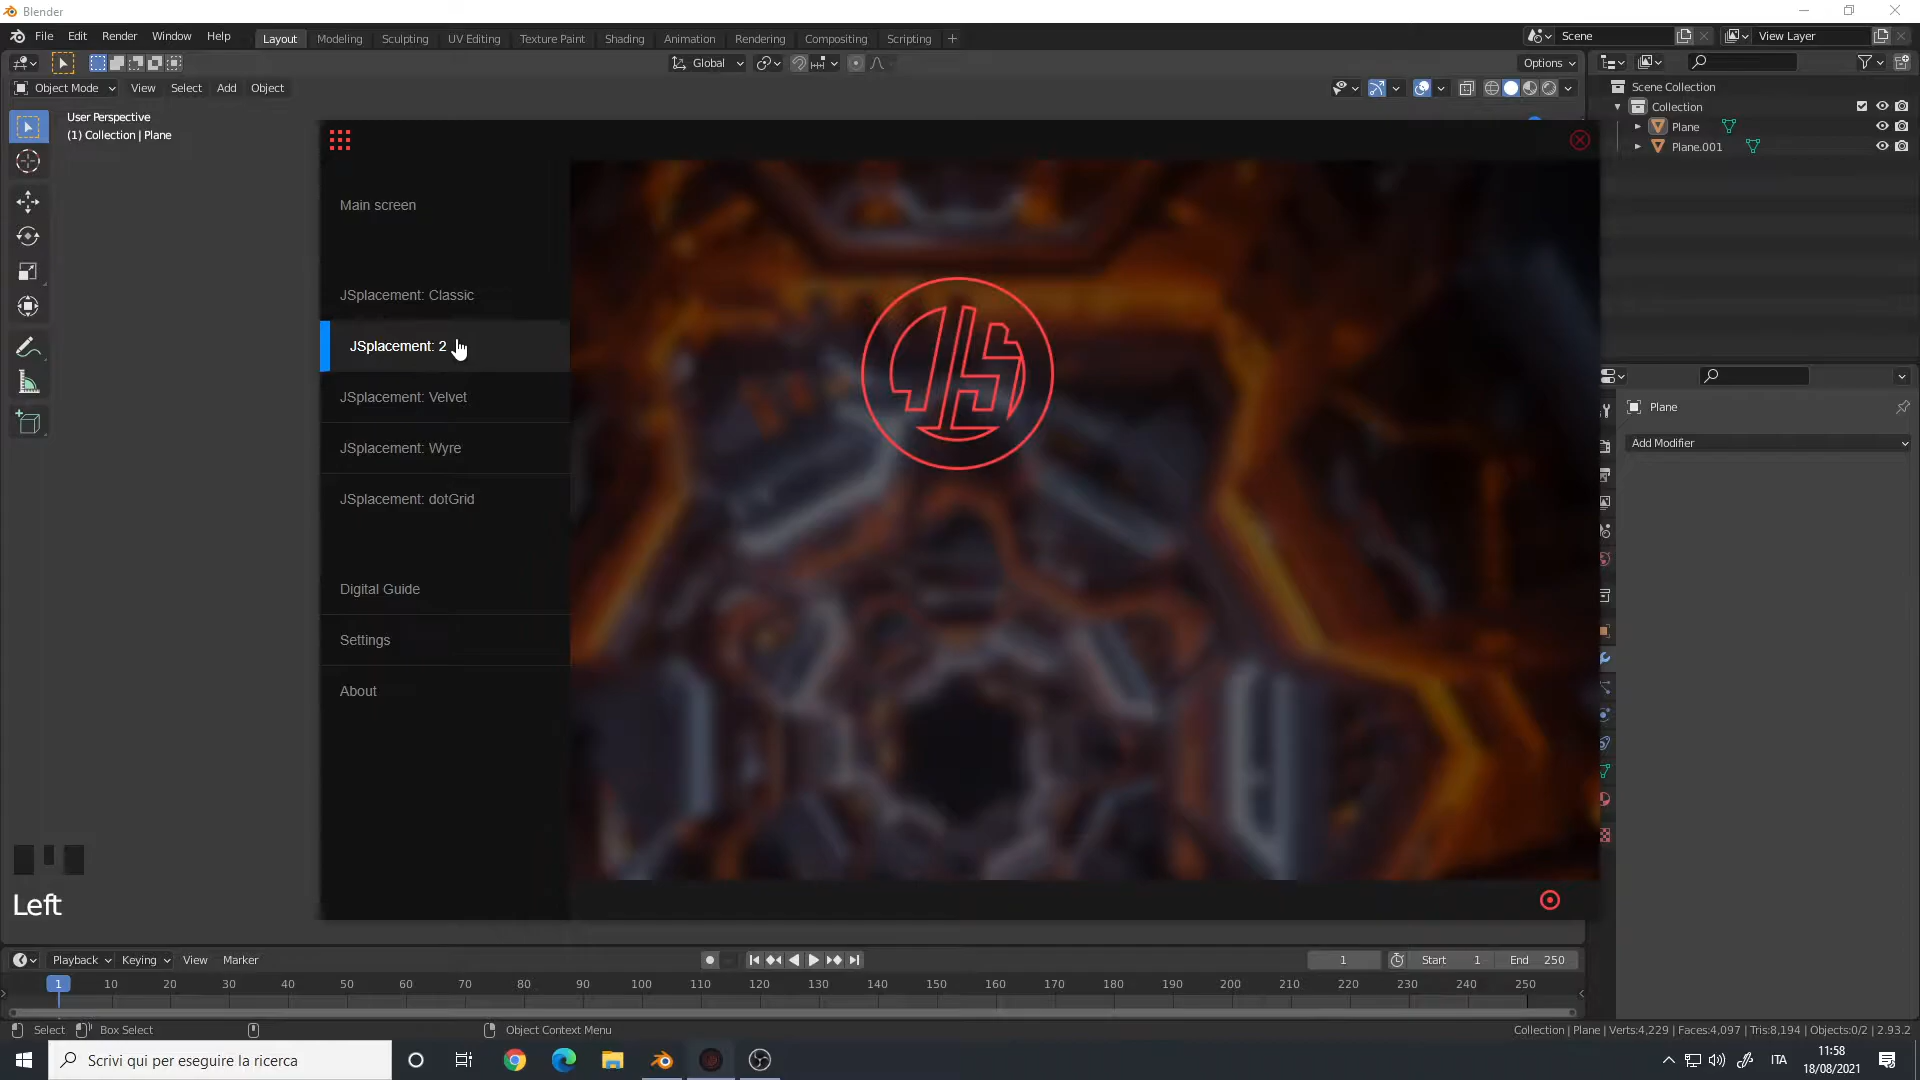 Blender
File Edit Render Window Help Layout Modeling Sculpting UV Editing Texture Paint Shading Animation Rendering Compositing Scripting Scene View Layer
Global Options
Object Mode View Select Add Object
User Perspective
(1) Collection | Plane
Scene Collection
Collection
Plane
Plane.001
Main screen
JSplacement: Classic
JSplacement: 2
JSplacement: Velvet
JSplacement: Wyre
JSplacement: dotGrid
Digital Guide
Settings
About
Plane
Add Modifier
Left
Playback Keying View Marker 1 Start 1 End 250
1 10 20 30 40 50 60 70 80 90 100 110 120 130 140 150 160 170 180 190 200 210 220 230 240 250
Select Box Select Object Context Menu Collection | Plane | Verts:4,229 | Faces:4,097 | Tris:8,194 | Objects:0/2 | 2.93.2
Scrivi qui per eseguire la ricerca ITA
11:58
18/08/2021